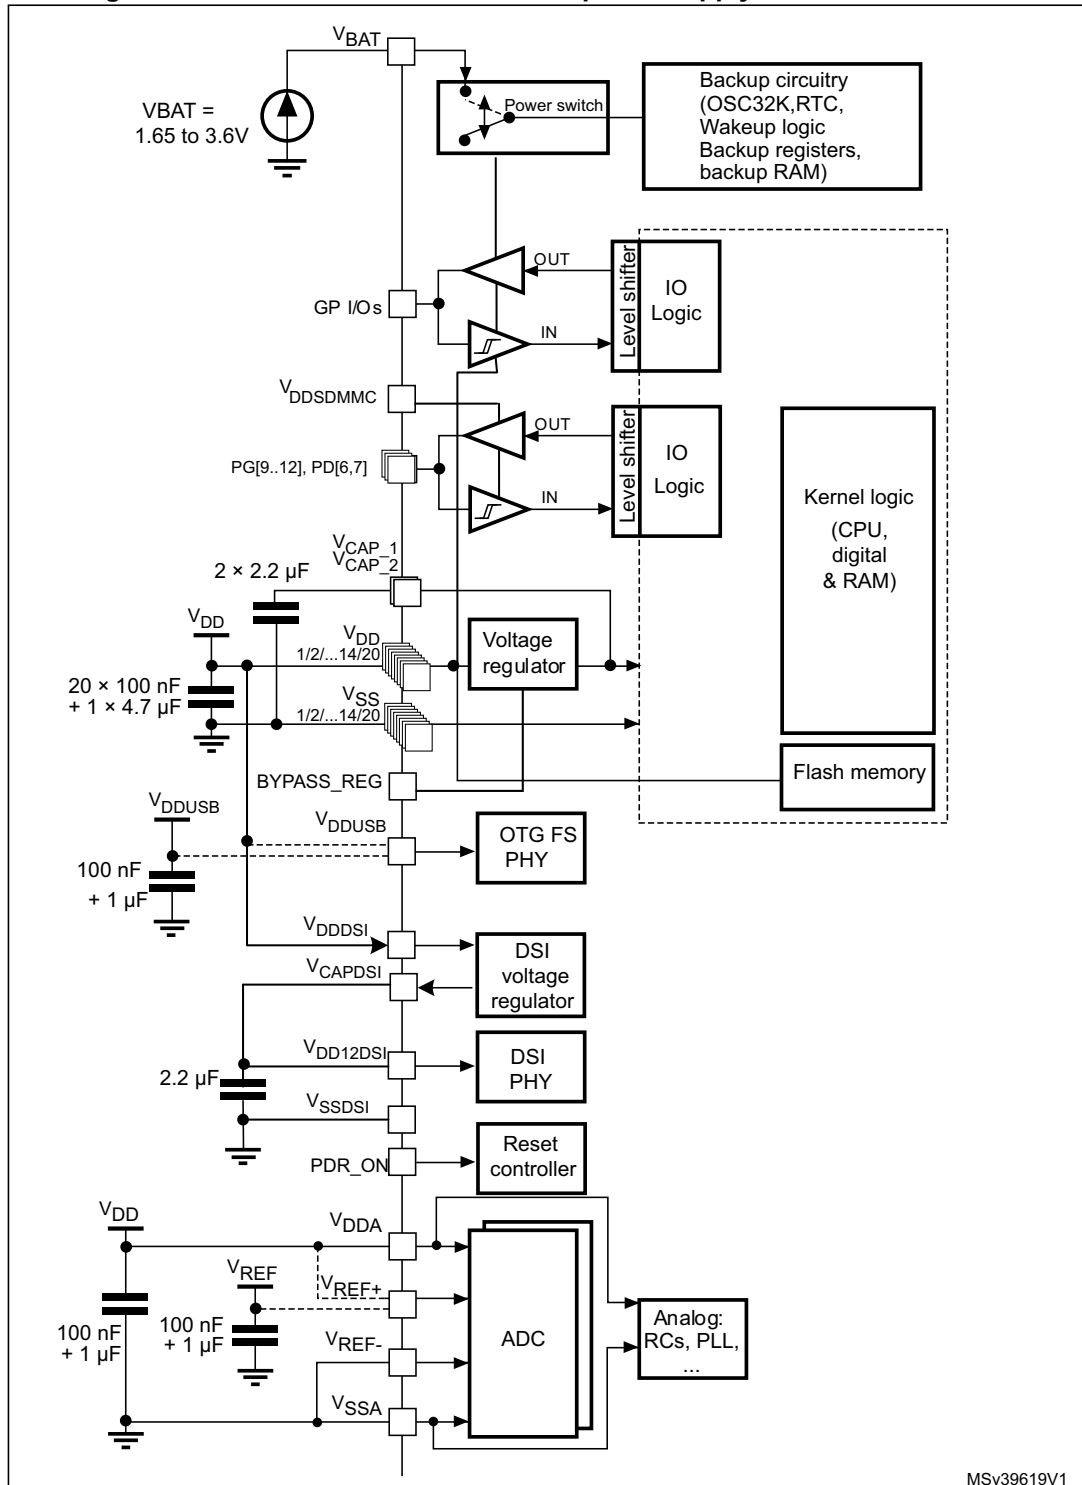 VBAT
VBAT =
1.65 to 3.6V
Power switch
Backup circuitry
(OSC32K,RTC,
Wakeup logic
Backup registers,
backup RAM)
OUT
Level shifter
IO
Logic
GP I/Os
IN
VDDSDMMC
OUT
Level shifter
IO
Logic
PG[9..12], PD[6,7]
IN
Kernel logic
(CPU,
digital
& RAM)
VCAP_1
VCAP_2
2 × 2.2 µF
VDD
VDD
1/2/...14/20
Voltage
regulator
20 × 100 nF
+ 1 × 4.7 µF
VSS
1/2/...14/20
BYPASS_REG
Flash memory
VDDUSB
VDDUSB
OTG FS
PHY
100 nF
+ 1 µF
VDDDSI
DSI
voltage
regulator
VCAPDSI
VDD12DSI
DSI
PHY
2.2 µF
VSSDSI
PDR_ON
Reset
controller
VDD
VDDA
VREF
VREF+
100 nF
+ 1 µF
100 nF
+ 1 µF
VREF-
ADC
Analog:
RCs, PLL,
...
VSSA
MSv39619V1